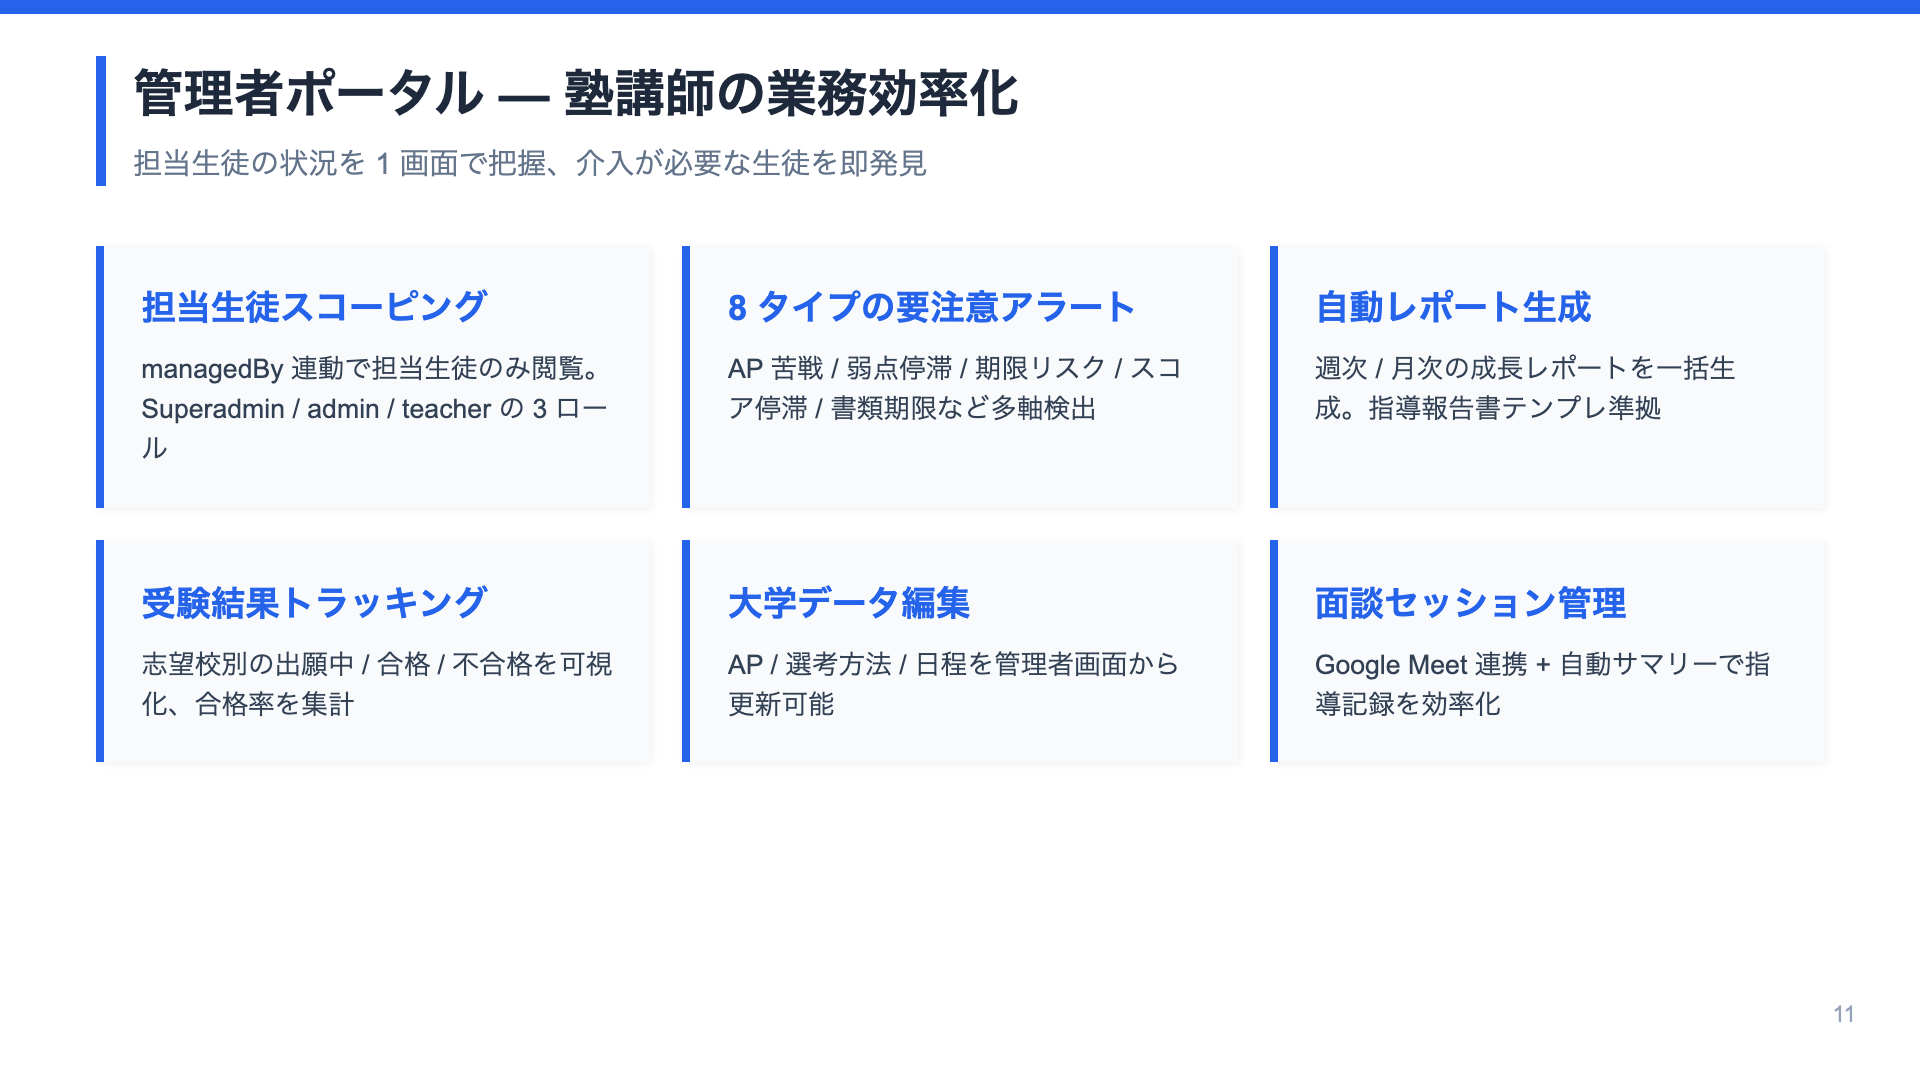 管理者ポータル — 塾講師の業務効率化
担当生徒の状況を 1 画面で把握、介入が必要な生徒を即発見
担当生徒スコーピング
managedBy 連動で担当生徒のみ閲覧。
Superadmin / admin / teacher の 3 ロー
ル
8 タイプの要注意アラート
AP 苦戦 / 弱点停滞 / 期限リスク / スコ
ア停滞 / 書類期限など多軸検出
自動レポート生成
週次 / 月次の成長レポートを一括生
成。指導報告書テンプレ準拠
受験結果トラッキング
志望校別の出願中 / 合格 / 不合格を可視
化、合格率を集計
大学データ編集
AP / 選考方法 / 日程を管理者画面から
更新可能
面談セッション管理
Google Meet 連携 + 自動サマリーで指
導記録を効率化
11